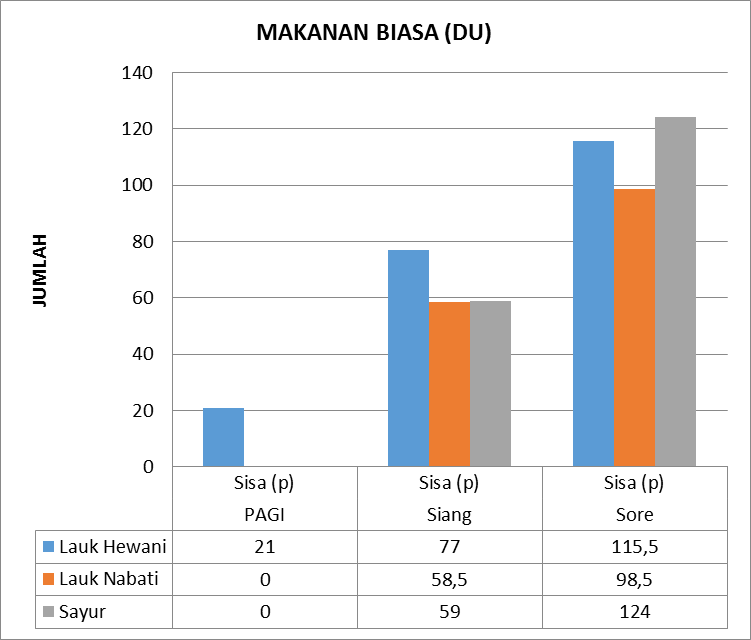 MAKANAN BIASA (DU)
JUMLAH
140
120
100
80
60
40
20
0
Sisa (p) Sisa (p) Sisa (p)
PAGI Siang Sore
Lauk Hewani 21 77 115,5
Lauk Nabati 0 58,5 98,5
Sayur 0 59 124